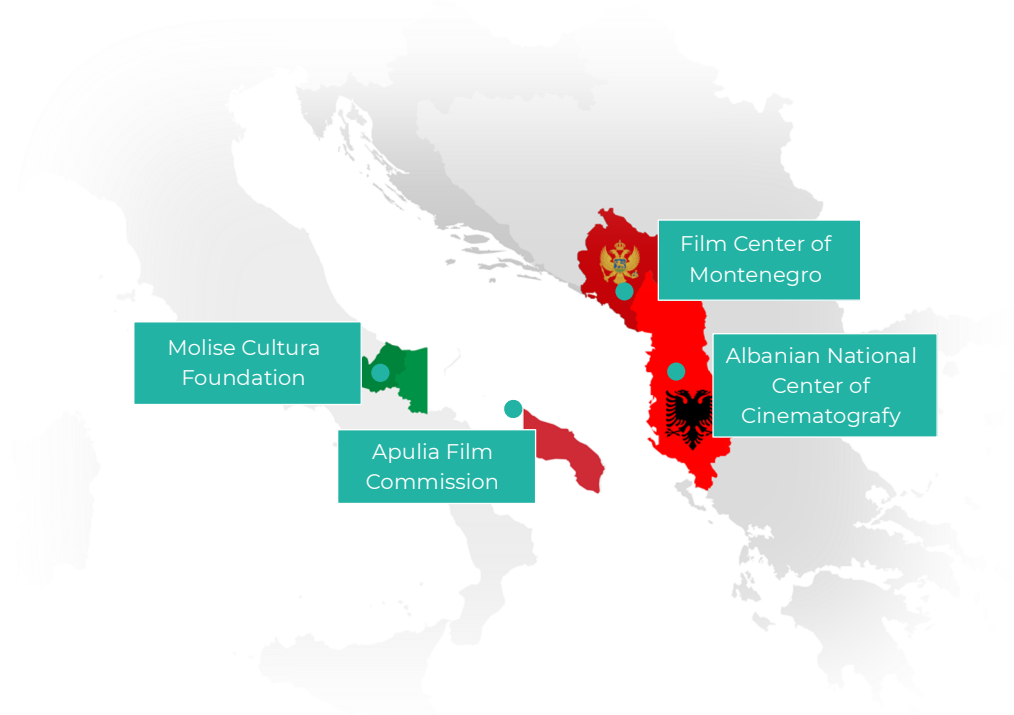 Film Center of
Montenegro
Molise Cultura
Foundation
Albanian National
Center of
Cinematografy
Apulia Film
Commission